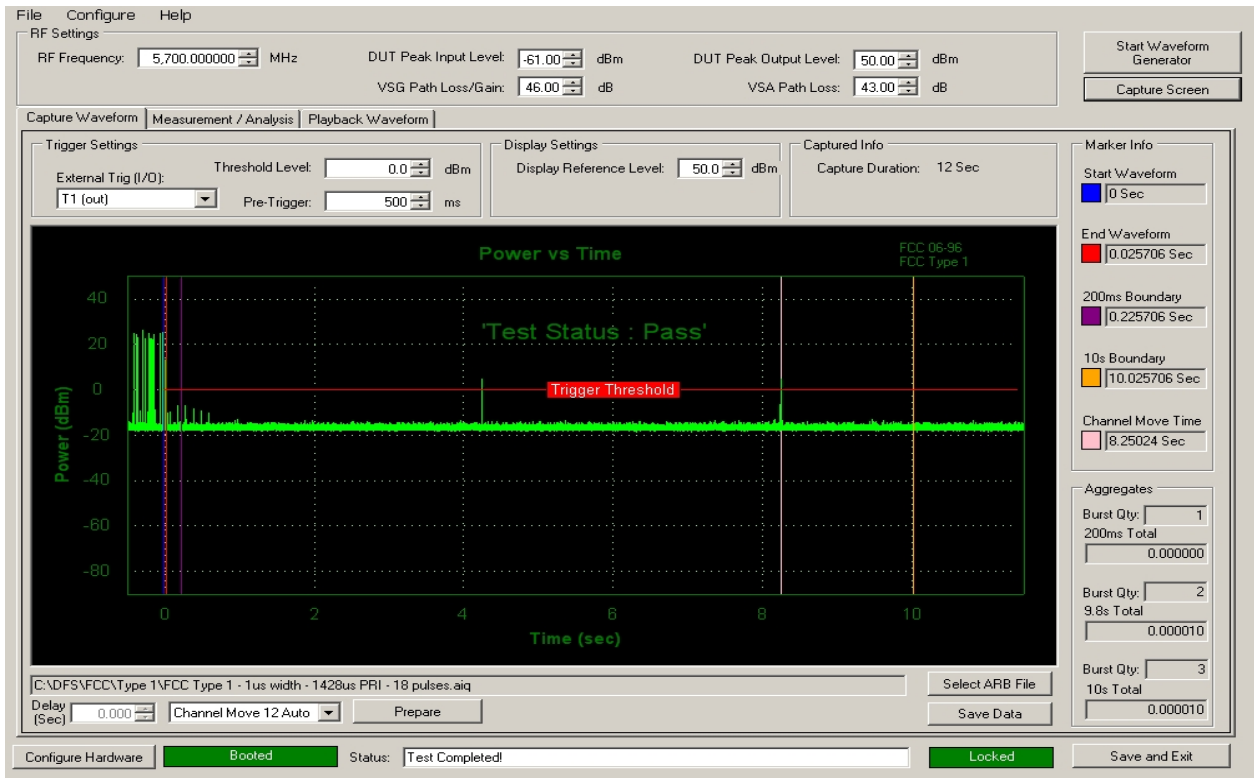 File Configure Help
RF Settings
RF Frequency: 5,700.000000 MHz
DUT Peak Input Level: -61.00 dBm
DUT Peak Output Level: 50.00 dBm
VSG Path Loss/Gain: 46.00 dB
VSA Path Loss: 43.00 dB
Start Waveform
Generator
Capture Screen
Capture Waveform Measurement / Analysis Playback Waveform
Trigger Settings
External Trig (I/O):
T1 (out)
Threshold Level: 0.0 dBm
Pre-Trigger: 500 ms
Display Settings
Display Reference Level: 50.0 dBm
Captured Info
Capture Duration: 12 Sec
Power vs Time
FCC 06-96
FCC Type 1
'Test Status : Pass'
Trigger Threshold
Power (dBm)
40
20
0
-20
-40
-60
-80
0 2 4 6 8 10
Time (sec)
Marker Info
Start Waveform
0 Sec
End Waveform
0.025706 Sec
200ms Boundary
0.225706 Sec
10s Boundary
10.025706 Sec
Channel Move Time
8.25024 Sec
Aggregates
Burst Qty: 1
200ms Total
0.000000
Burst Qty: 2
9.8s Total
0.000010
Burst Qty: 3
10s Total
0.000010
C:\DFS\FCC\Type 1\FCC Type 1 - 1us width - 1428us PRI - 18 pulses.aiq
Select ARB File
Delay
(Sec) 0.000 Channel Move 12 Auto Prepare
Save Data
Configure Hardware Booted Status: Test Completed! Locked Save and Exit